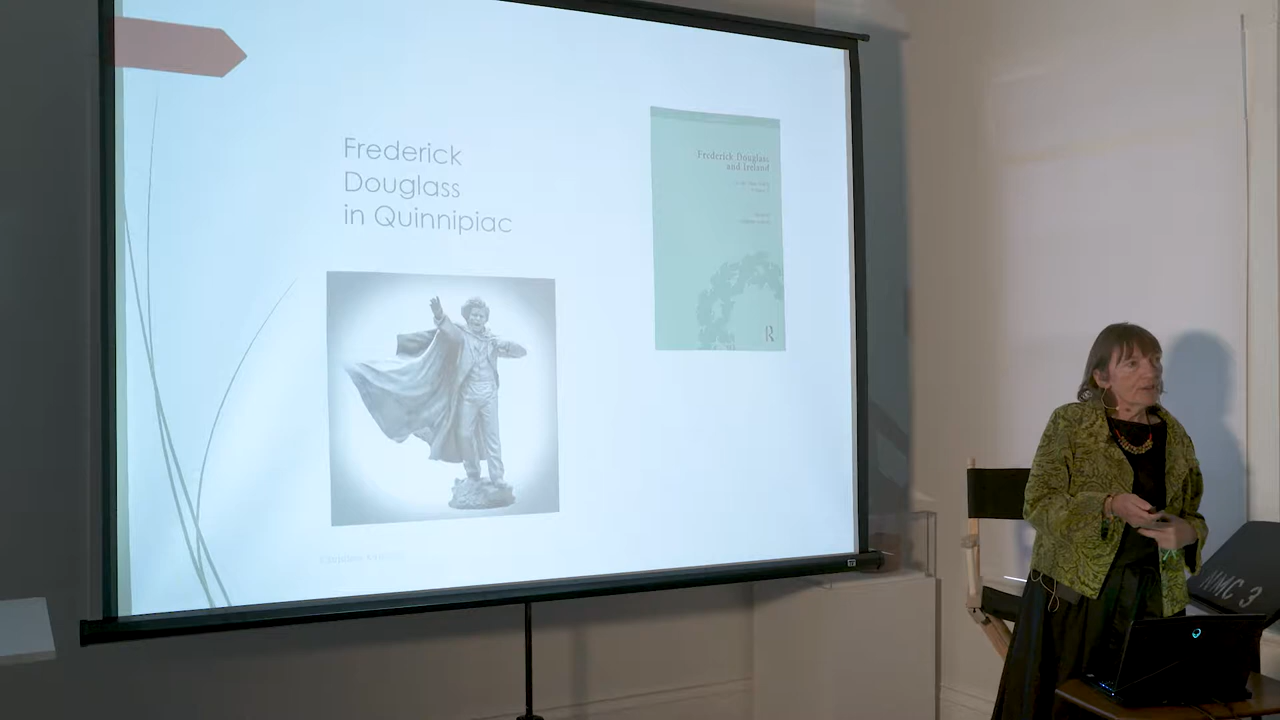 Frederick
Douglass
in Quinnipiac
Frederick Douglass
and Ireland
R
NMC 3